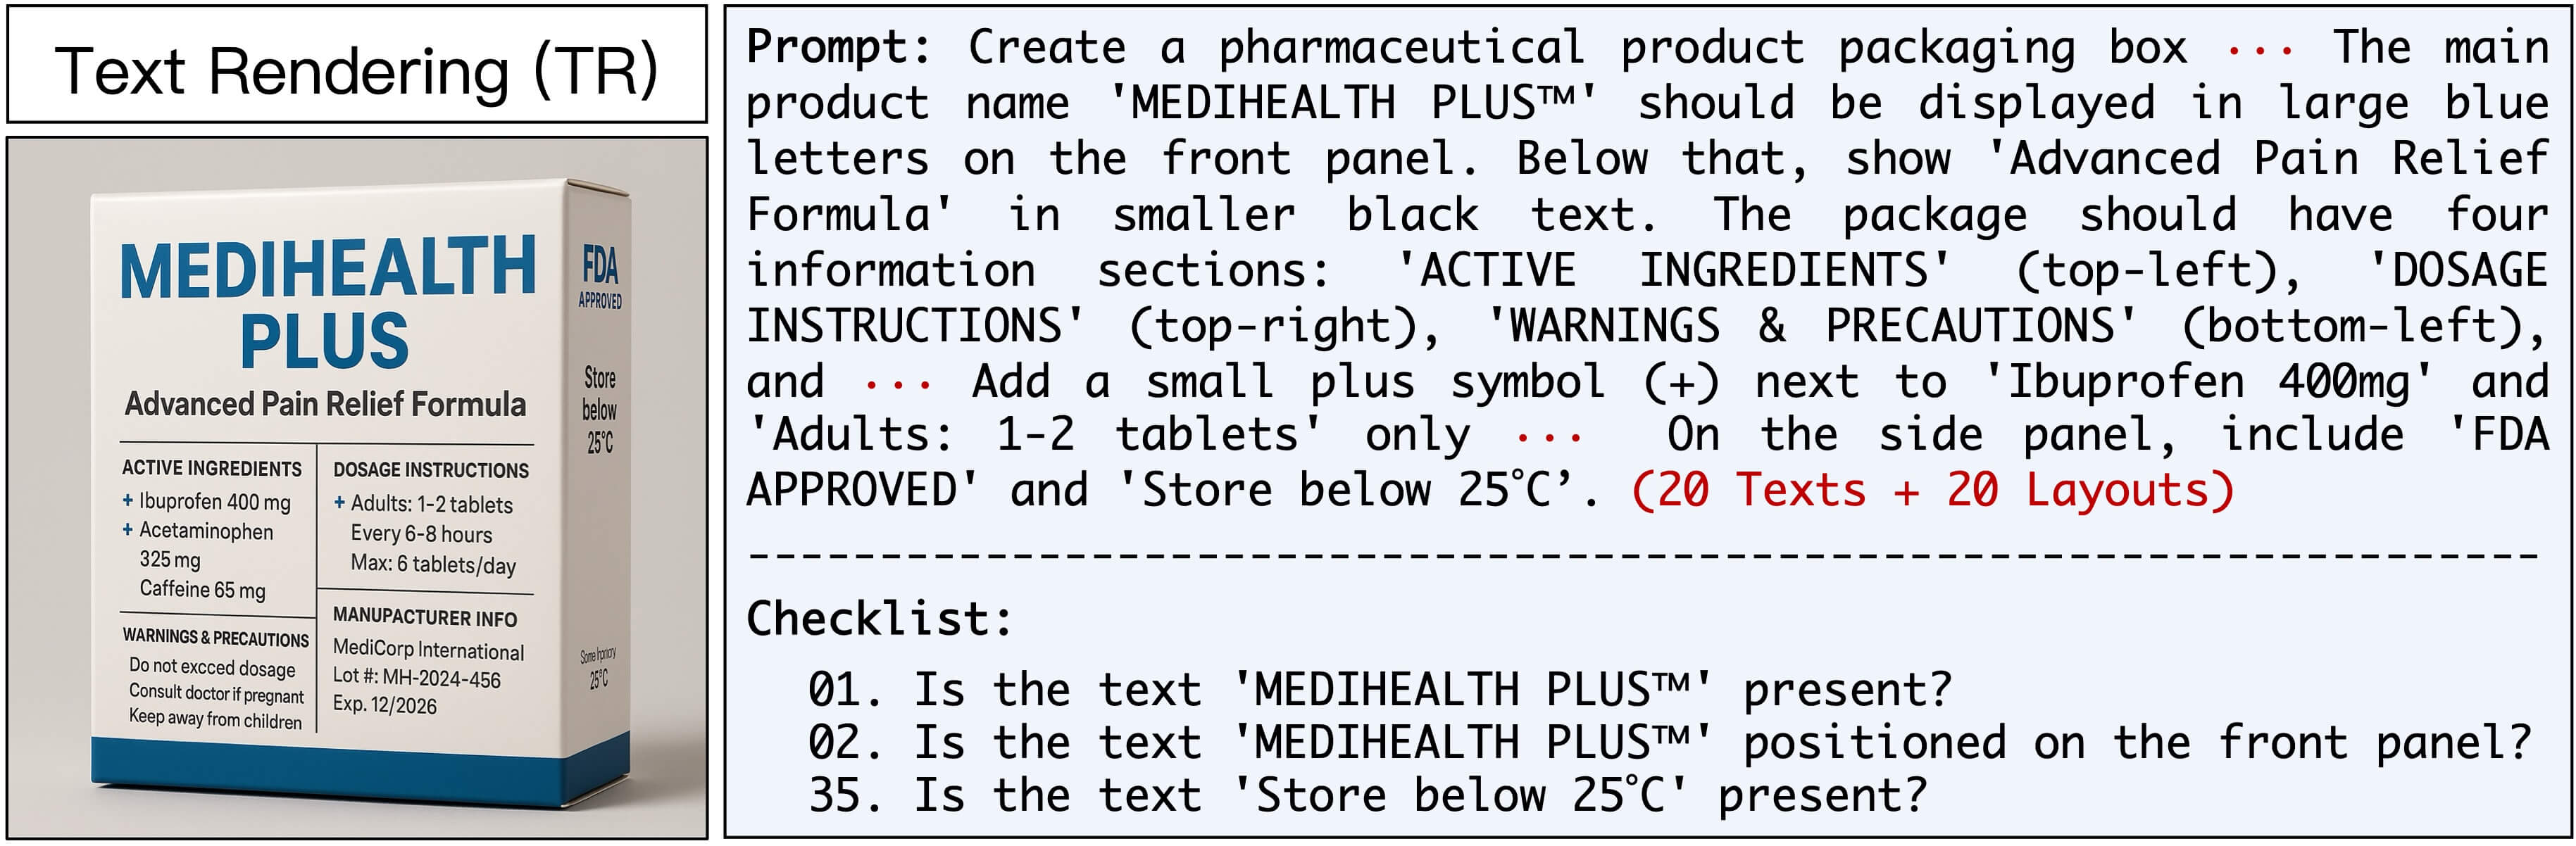 Text Rendering (TR)
MEDIHEALTH
PLUS
Advanced Pain Relief Formula
ACTIVE INGREDIENTS
+ Ibuprofen 400 mg
+ Acetaminophen
325 mg
Caffeine 65 mg
WARNINGS & PRECAUTIONS
Do not excced dosage
Consult doctor if pregnant
Keep away from children
DOSAGE INSTRUCTIONS
+ Adults: 1-2 tablets
Every 6-8 hours
Max: 6 tablets/day
MANUFACTURER INFO
MediCorp International
Lot #: MH-2024-456
Exp. 12/2026
FDA
APPROVED
Store
below
25°C
25°C
Prompt: Create a pharmaceutical product packaging box ··· The main
product name 'MEDIHEALTH PLUS™' should be displayed in large blue
letters on the front panel. Below that, show 'Advanced Pain Relief
Formula' in smaller black text. The package should have four
information sections: 'ACTIVE INGREDIENTS' (top-left), 'DOSAGE
INSTRUCTIONS' (top-right), 'WARNINGS & PRECAUTIONS' (bottom-left),
and ··· Add a small plus symbol (+) next to 'Ibuprofen 400mg' and
'Adults: 1-2 tablets' only ··· On the side panel, include 'FDA
APPROVED' and 'Store below 25°C’. (20 Texts + 20 Layouts)
Checklist:
01. Is the text 'MEDIHEALTH PLUS™' present?
02. Is the text 'MEDIHEALTH PLUS™' positioned on the front panel?
35. Is the text 'Store below 25°C' present?